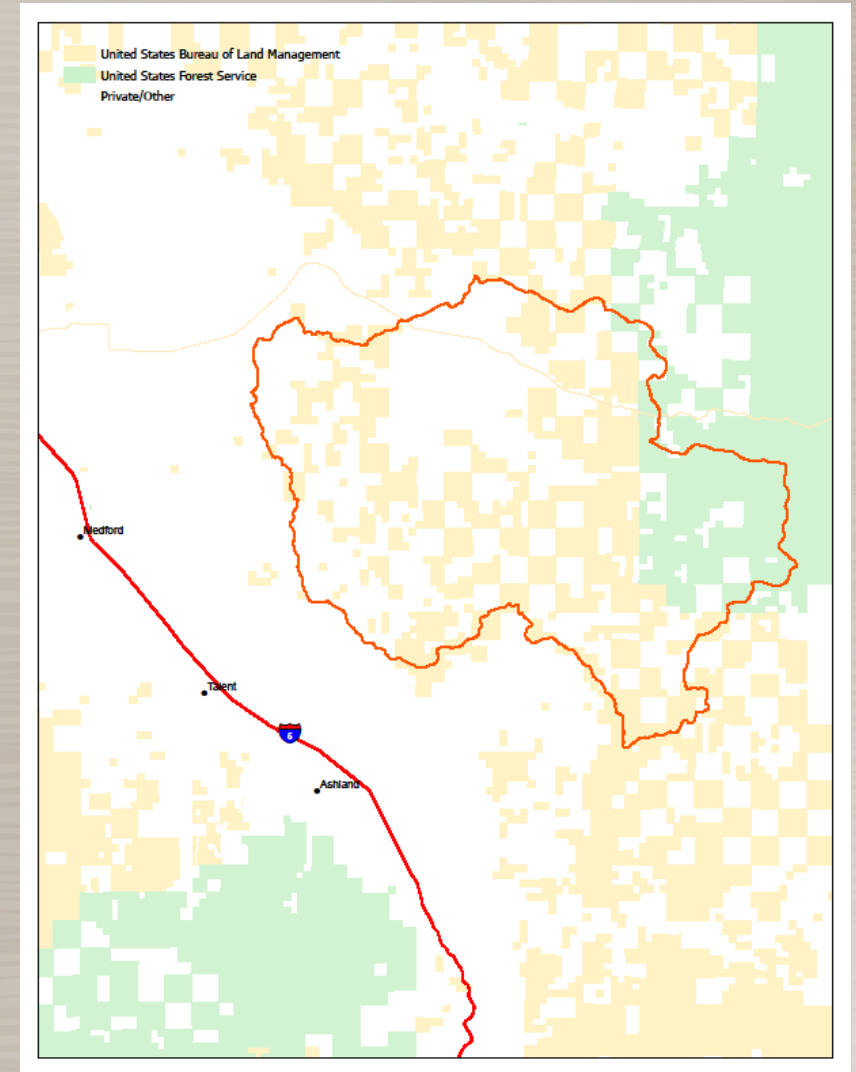 United States Bureau of Land Management
United States Forest Service
Private/Other
Medford
Talent
5
Ashland